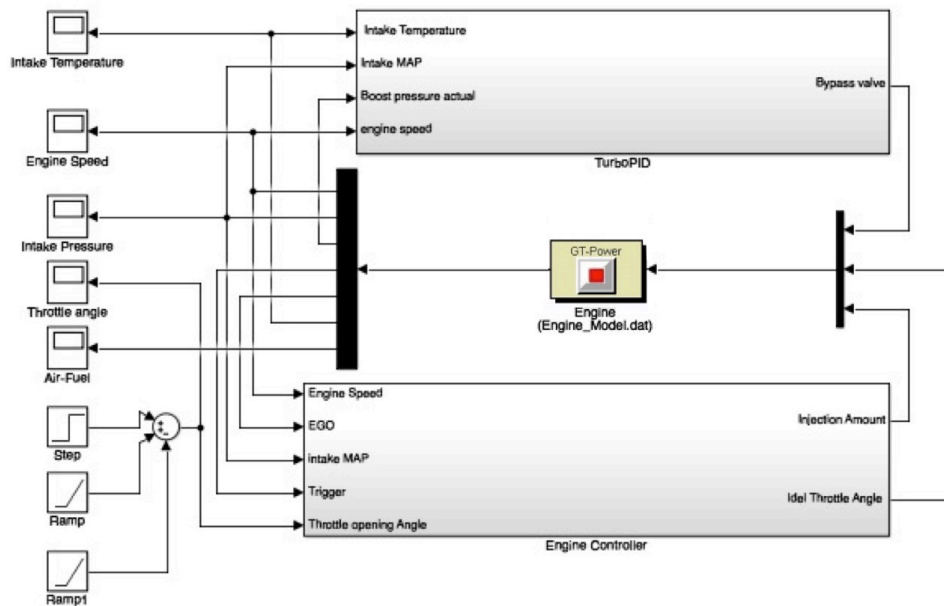 Intake Temperature
Engine Speed
Intake Pressure
Throttle angle
Air-Fuel
Step
Ramp
Ramp1
+
+
-
Intake Temperature
Intake MAP
Boost pressure actual
engine speed
Bypass valve
TurboPID
GT-Power
Engine
(Engine_Model.dat)
Engine Speed
EGO
intake MAP
Trigger
Throttle opening Angle
Injection Amount
Idel Throttle Angle
Engine Controller